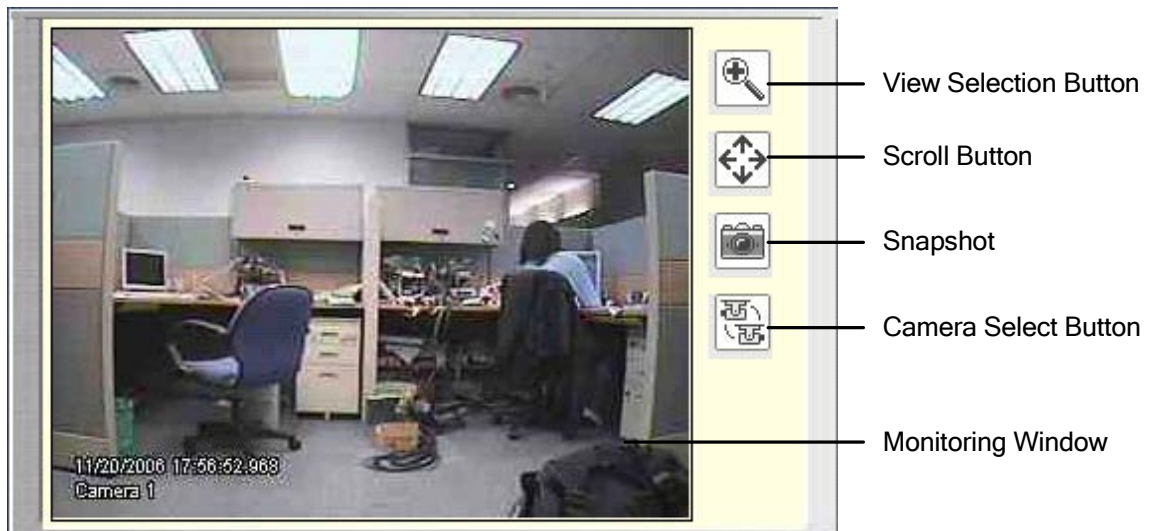 View Selection Button
Scroll Button
Snapshot
Camera Select Button
Monitoring Window
11/20/2006 17:56:52.968
Camera 1